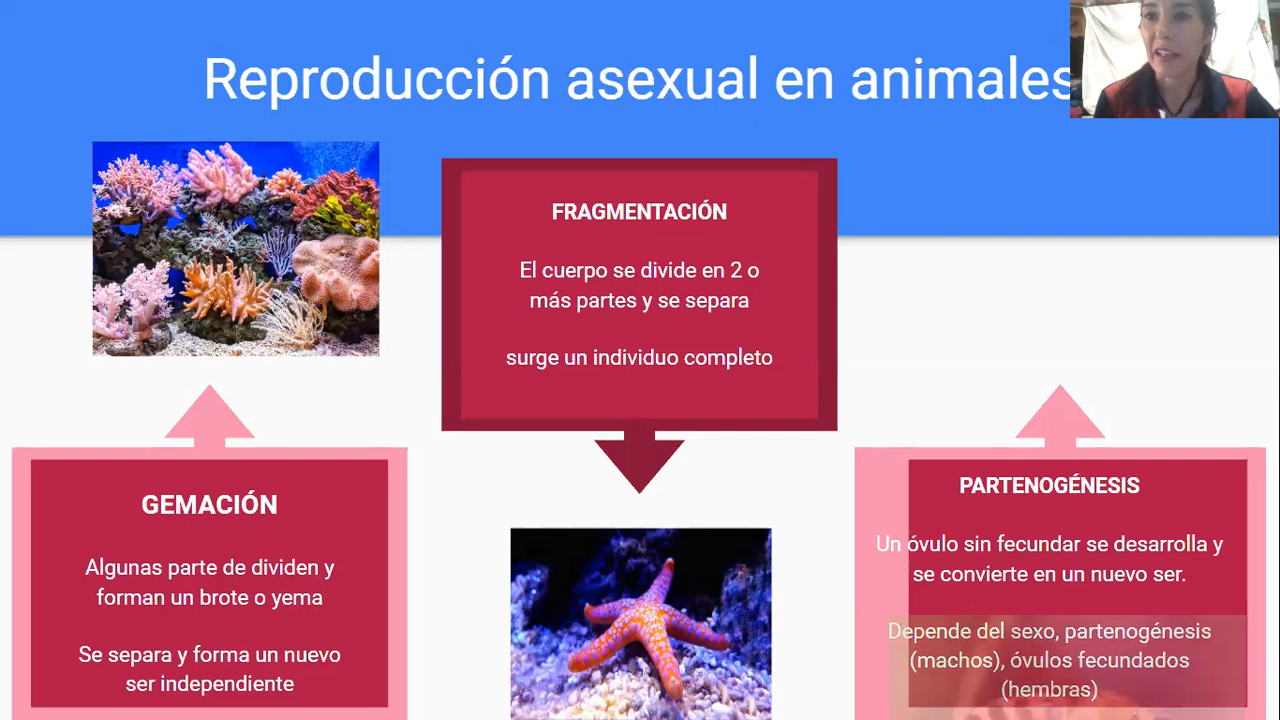 Reproducción asexual en animales
FRAGMENTACIÓN
El cuerpo se divide en 2 o
más partes y se separa
surge un individuo completo
GEMACIÓN
Algunas parte de dividen y
forman un brote o yema
Se separa y forma un nuevo
ser independiente
PARTENOGÉNESIS
Un óvulo sin fecundar se desarrolla y
se convierte en un nuevo ser.
Depende del sexo, partenogénesis
(machos), óvulos fecundados
(hembras)